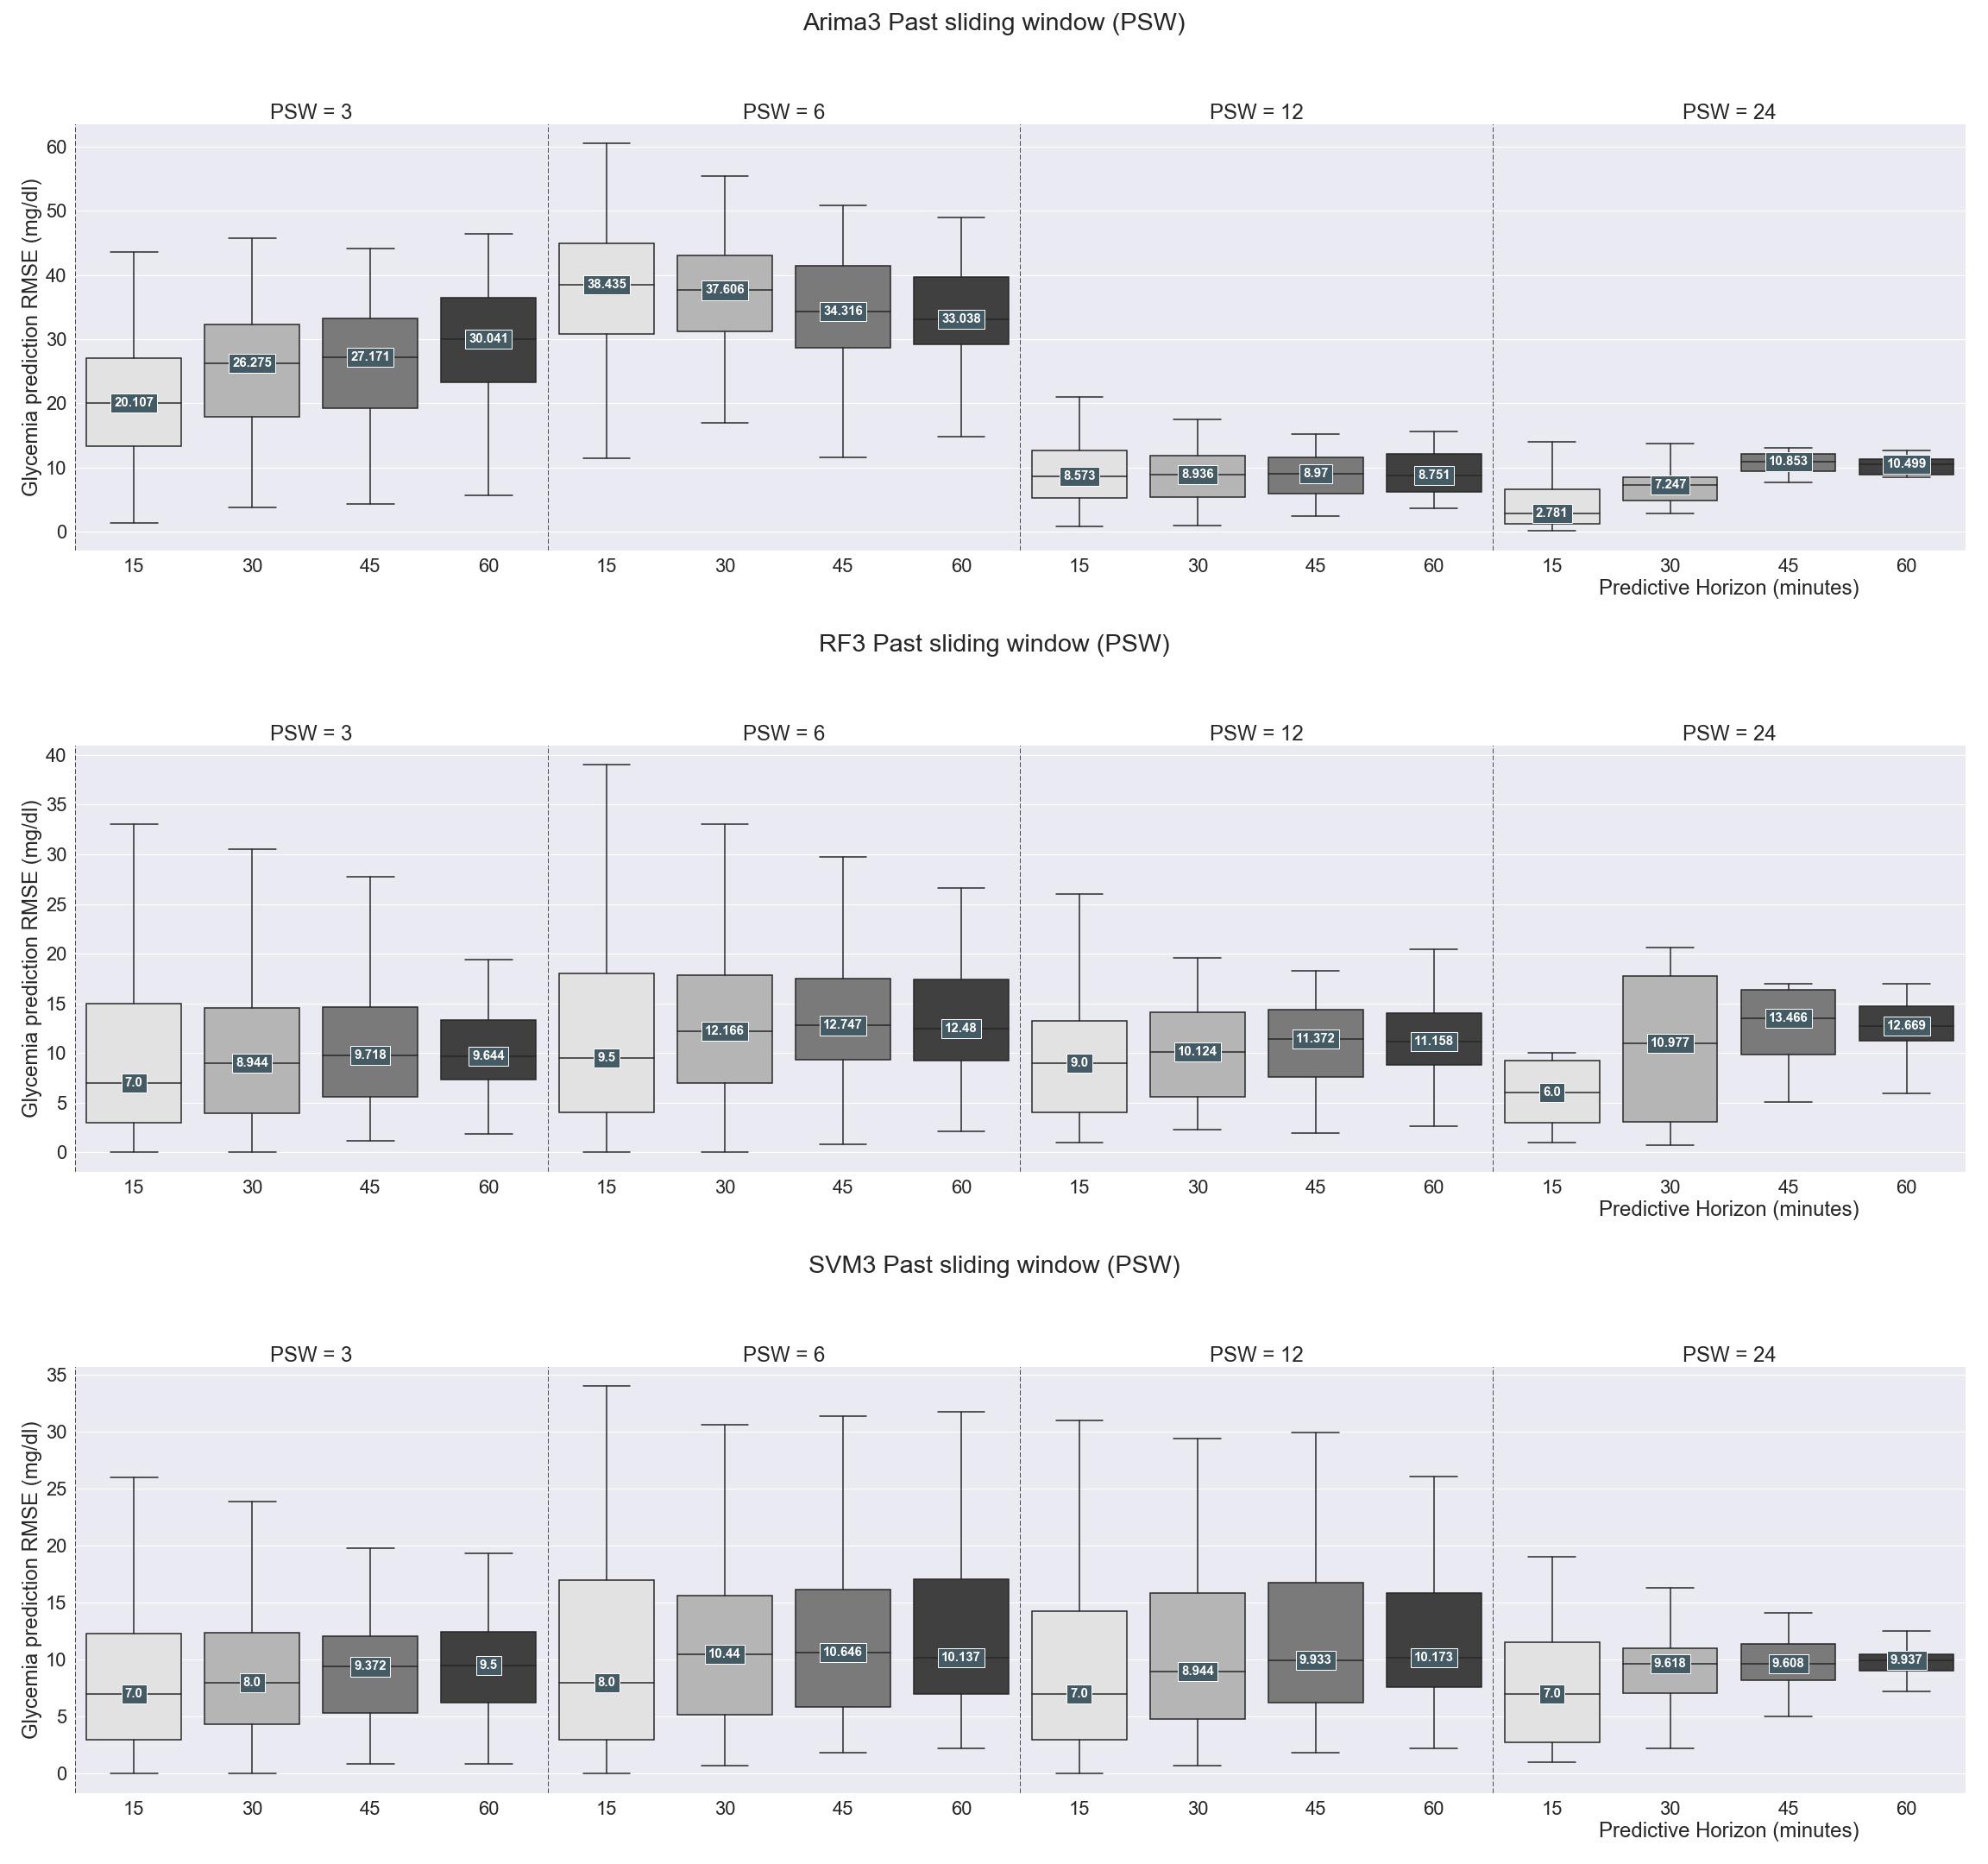 Arima3 Past sliding window (PSW)
PSW = 3 PSW = 6 PSW = 12 PSW = 24
Glycemia prediction RMSE (mg/dl)
60
50
40
30
20
10
0
20.107 26.275 27.171 30.041 38.435 37.606 34.316 33.038 8.573 8.936 8.97 8.751 2.781 7.247 10.853 10.499
15 30 45 60 15 30 45 60 15 30 45 60 15 30 45 60
Predictive Horizon (minutes)
RF3 Past sliding window (PSW)
PSW = 3 PSW = 6 PSW = 12 PSW = 24
Glycemia prediction RMSE (mg/dl)
40
35
30
25
20
15
10
5
0
7.0 8.944 9.718 9.644 9.5 12.166 12.747 12.48 9.0 10.124 11.372 11.158 6.0 10.977 13.466 12.669
15 30 45 60 15 30 45 60 15 30 45 60 15 30 45 60
Predictive Horizon (minutes)
SVM3 Past sliding window (PSW)
PSW = 3 PSW = 6 PSW = 12 PSW = 24
Glycemia prediction RMSE (mg/dl)
35
30
25
20
15
10
5
0
7.0 8.0 9.372 9.5 8.0 10.44 10.646 10.137 7.0 8.944 9.933 10.173 7.0 9.618 9.608 9.937
15 30 45 60 15 30 45 60 15 30 45 60 15 30 45 60
Predictive Horizon (minutes)